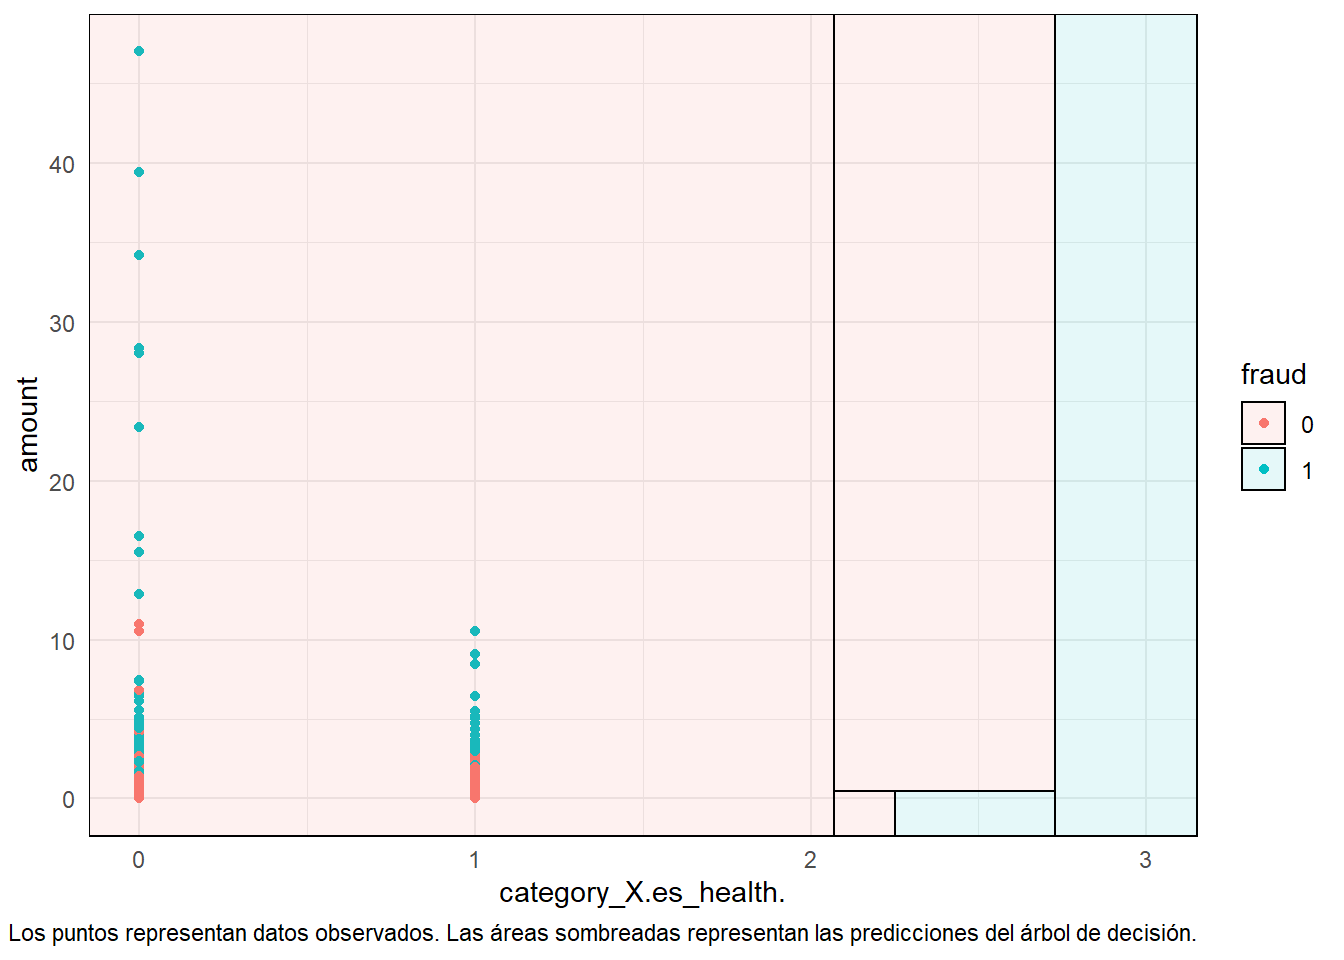 40
30
20
10
0
amount
0 1 2 3
category_X.es_health.
fraud
0
1
Los puntos representan datos observados. Las áreas sombreadas representan las predicciones del árbol de decisión.